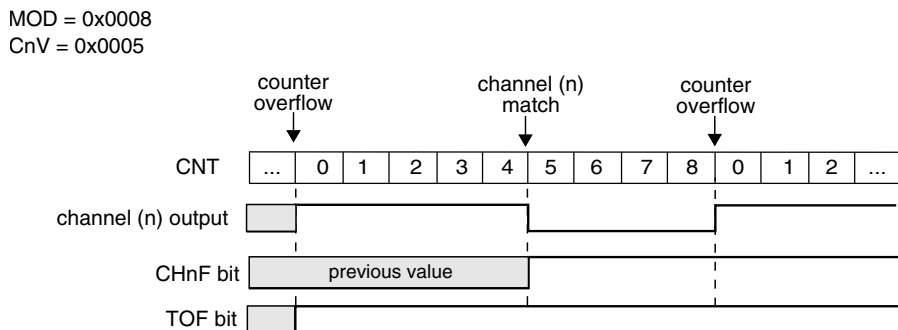 MOD = 0x0008
CnV = 0x0005
counter overflow
channel (n) match
counter overflow
CNT ... 0 1 2 3 4 5 6 7 8 0 1 2 ...
channel (n) output
CHnF bit previous value
TOF bit